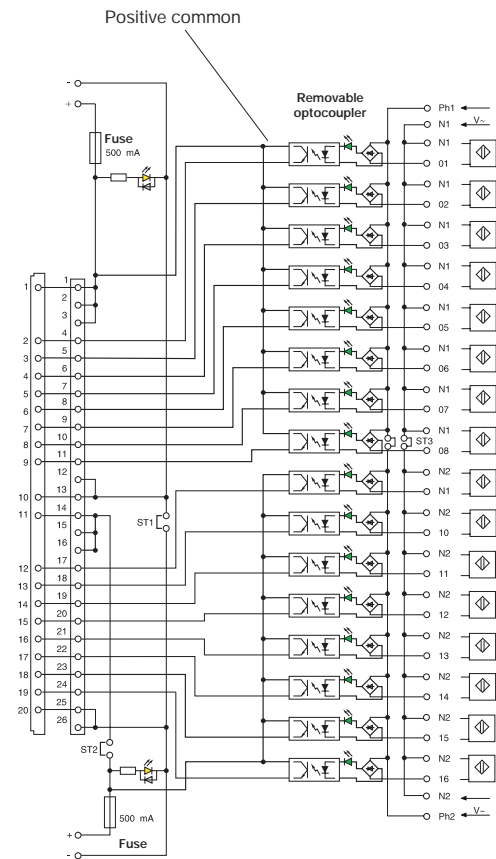 Positive common
Removable
optocoupler
-
+
Fuse
500 mA
Ph1
N1 V~
N1
01
N1
02
N1
03
N1
04
N1
05
N1
06
N1
07
N1
ST3
08
N2
N1
N2
10
N2
11
N2
12
N2
13
N2
14
N2
15
N2
16
N2
Ph2 V~
1
2
3
4
5
6
7
8
9
10
11
12
13
14
15
16
17
18
19
20
1
2
3
4
5
6
7
8
9
10
11
12
13
14
15
16
17
18
19
20
21
22
23
24
25
26
ST1
ST2
500 mA
+
Fuse
-